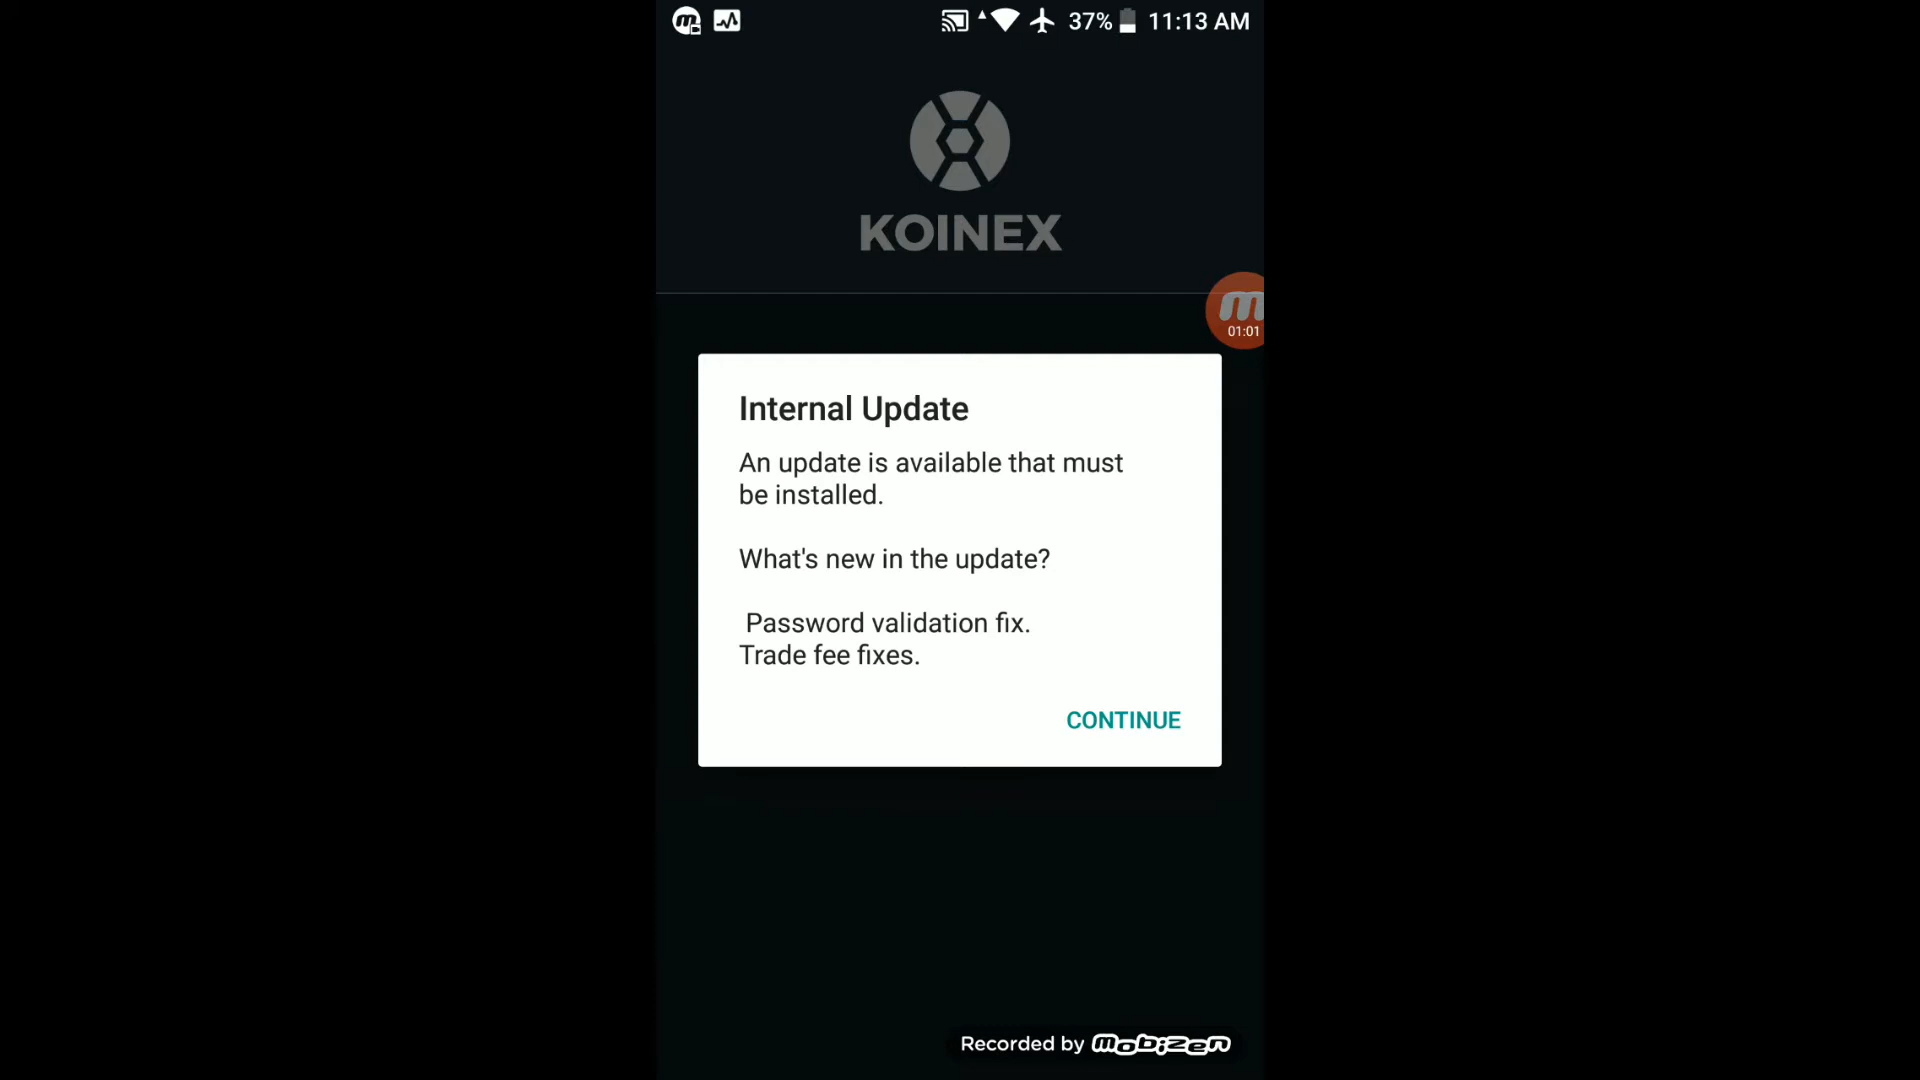 37% 11:13 AM
KOINEX
01:01
Internal Update
An update is available that must
be installed.
What's new in the update?
Password validation fix.
Trade fee fixes.
CONTINUE
Recorded by mobizen